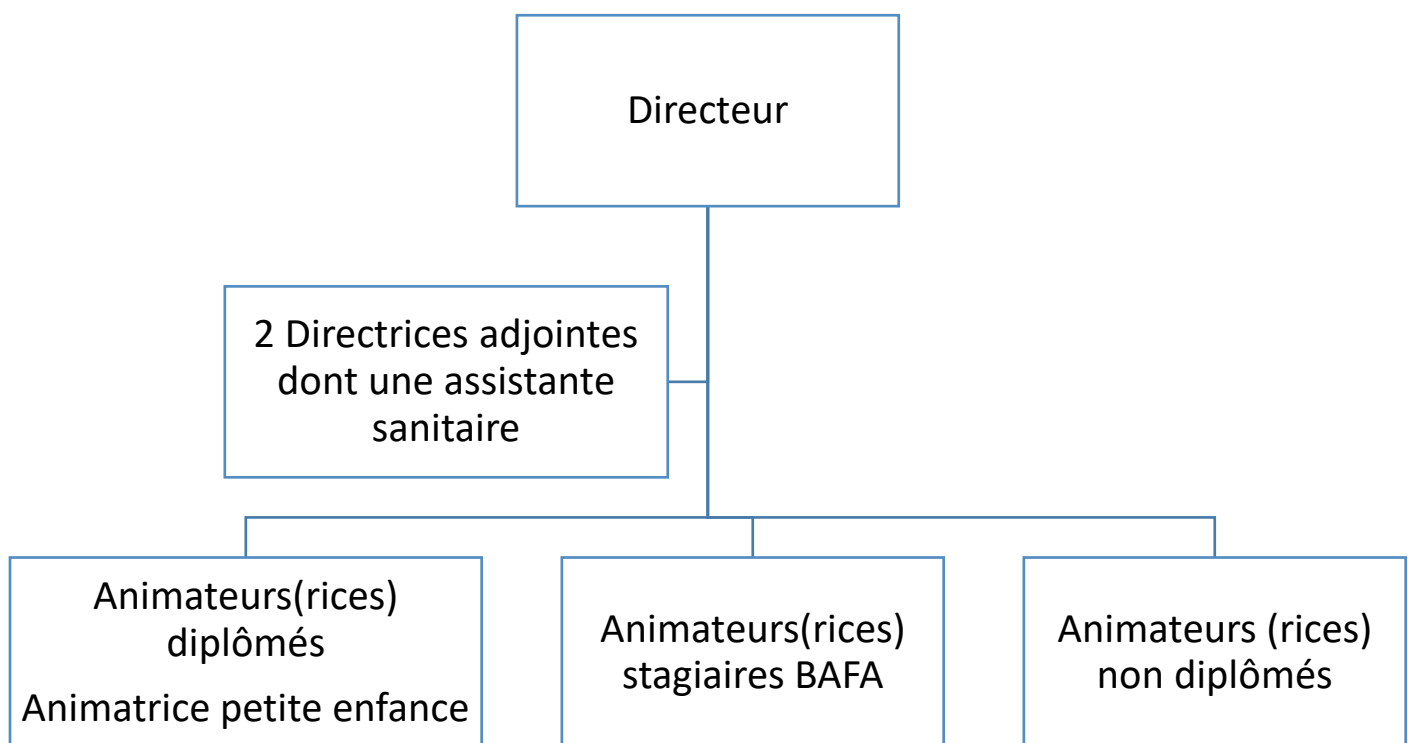 Directeur
2 Directrices adjointes
dont une assistante
sanitaire
Animateurs(rices)
diplômés
Animatrice petite enfance
Animateurs(rices)
stagiaires BAFA
Animateurs (rices)
non diplômés